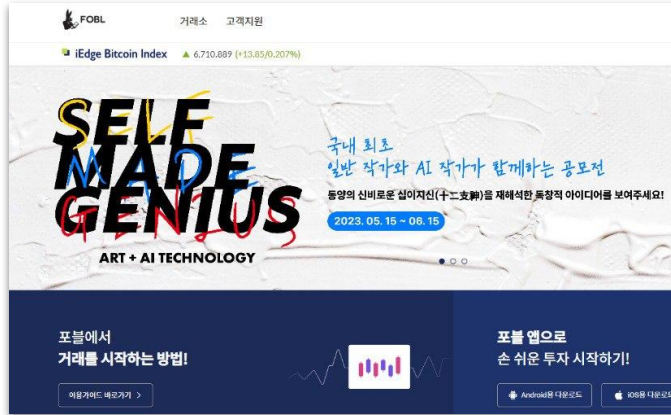 FOBL 거래소 고객지원
iEdge Bitcoin Index ▲ 6,710.889 (+13.85/0.207%)
SELF
MADE
GENIUS
ART + AI TECHNOLOGY
국내 최초
일반 작가와 AI 작가가 함께하는 공모전
동양의 신비로운 십이지신(十二支神)을 재해석한 독창적 아이디어를 보여주세요!
2023. 05. 15 ~ 06. 15
포블에서
거래를 시작하는 방법!
이용가이드 바로가기 >
포블 앱으로
손 쉬운 투자 시작하기!
Android용 다운로드
iOS용 다운로드